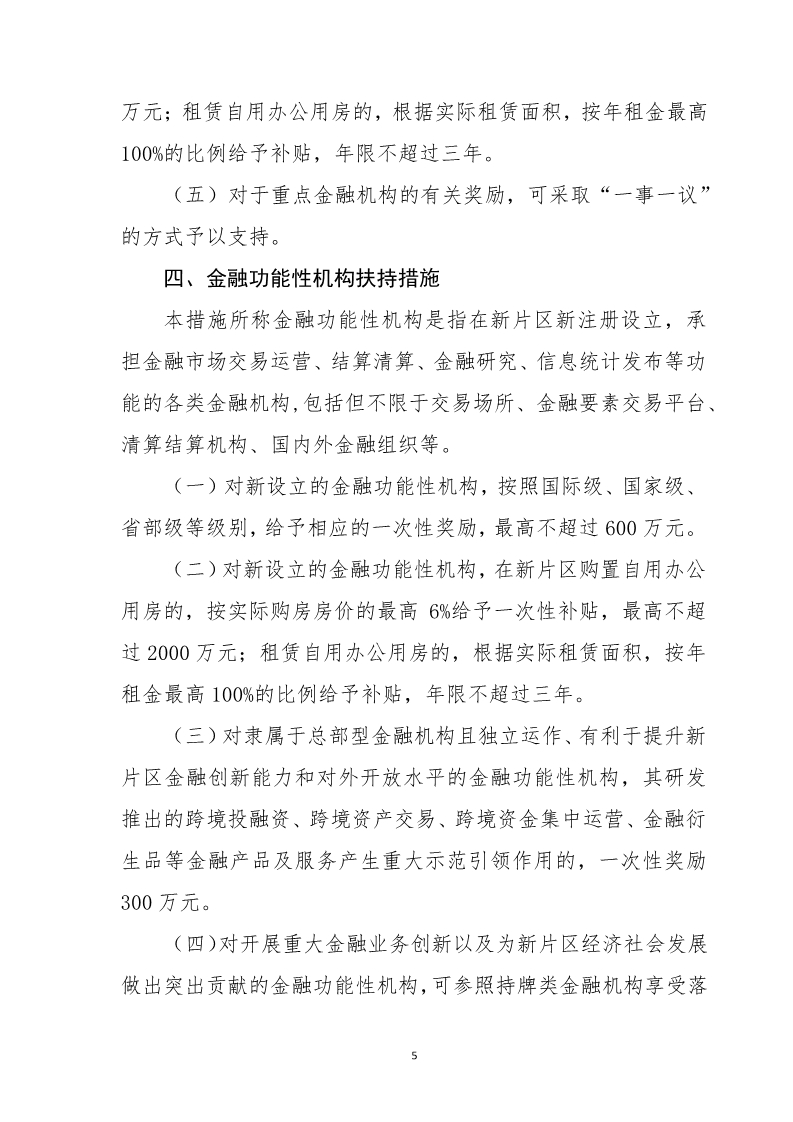 万元；租赁自用办公用房的，根据实际租赁面积，按年租金最高
100%的比例给予补贴，年限不超过三年。
（五）对于重点金融机构的有关奖励，可采取“一事一议”
的方式予以支持。
四、金融功能性机构扶持措施
本措施所称金融功能性机构是指在新片区新注册设立，承
担金融市场交易运营、结算清算、金融研究、信息统计发布等功
能的各类金融机构,包括但不限于交易场所、金融要素交易平台、
清算结算机构、国内外金融组织等。
（一）对新设立的金融功能性机构，按照国际级、国家级、
省部级等级别，给予相应的一次性奖励，最高不超过 600 万元。
（二）对新设立的金融功能性机构，在新片区购置自用办公
用房的，按实际购房房价的最高 6%给予一次性补贴，最高不超
过 2000 万元；租赁自用办公用房的，根据实际租赁面积，按年
租金最高 100%的比例给予补贴，年限不超过三年。
（三）对隶属于总部型金融机构且独立运作、有利于提升新
片区金融创新能力和对外开放水平的金融功能性机构，其研发
推出的跨境投融资、跨境资产交易、跨境资金集中运营、金融衍
生品等金融产品及服务产生重大示范引领作用的，一次性奖励
300 万元。
（四）对开展重大金融业务创新以及为新片区经济社会发展
做出突出贡献的金融功能性机构，可参照持牌类金融机构享受落
5